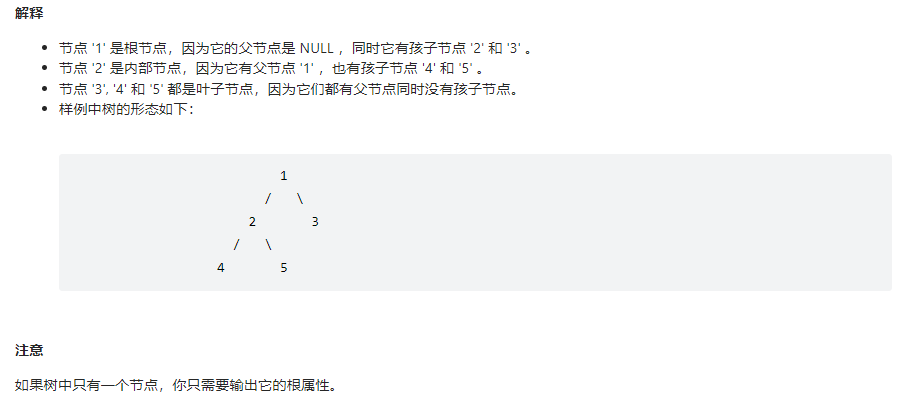 解释
• 节点 '1' 是根节点，因为它的父节点是 NULL ，同时它有孩子节点 '2' 和 '3' 。
• 节点 '2' 是内部节点，因为它有父节点 '1' ，也有孩子节点 '4' 和 '5' 。
• 节点 '3', '4' 和 '5' 都是叶子节点，因为它们都有父节点同时没有孩子节点。
• 样例中树的形态如下：
1
/ \
2 3
/ \
4 5
注意
如果树中只有一个节点，你只需要输出它的根属性。